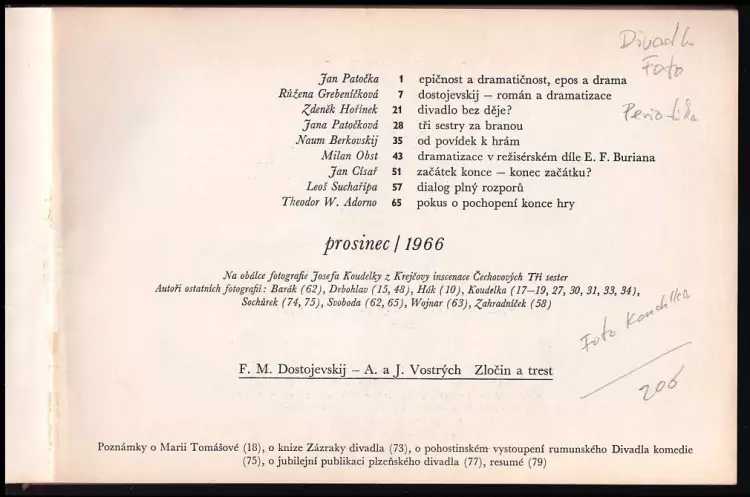 Divadlo
Foto
Periodika
Jan Patočka 1 epičnost a dramatičnost, epos a drama
Růžena Grebeníčková 7 dostojevskij – román a dramatizace
Zdeněk Hořínek 21 divadlo bez děje?
Jana Patočková 28 tři sestry za branou
Naum Berkovskij 35 od povídek k hrám
Milan Obst 43 dramatizace v režisérském díle E. F. Buriana
Jan Císař 51 začátek konce – konec začátku?
Leoš Suchařípa 57 dialog plný rozporů
Theodor W. Adorno 65 pokus o pochopení konce hry
prosinec / 1966
Na obálce fotografie Josefa Koudelky z Krejčovy inscenace Čechovových Tří sester
Autoři ostatních fotografií: Barák (62), Drbohlav (15, 48), Hák (10), Koudelka (17–19, 27, 30, 31, 33, 34),
Sochůrek (74, 75), Svoboda (62, 65), Wojnar (63), Zahradníček (58)
Foto Koudelka
206
F. M. Dostojevskij – A. a J. Vostrých Zločin a trest
Poznámky o Marii Tomášové (18), o knize Zázraky divadla (73), o pohostinském vystoupení rumunského Divadla komedie
(75), o jubilejní publikaci plzeňského divadla (77), resumé (79)